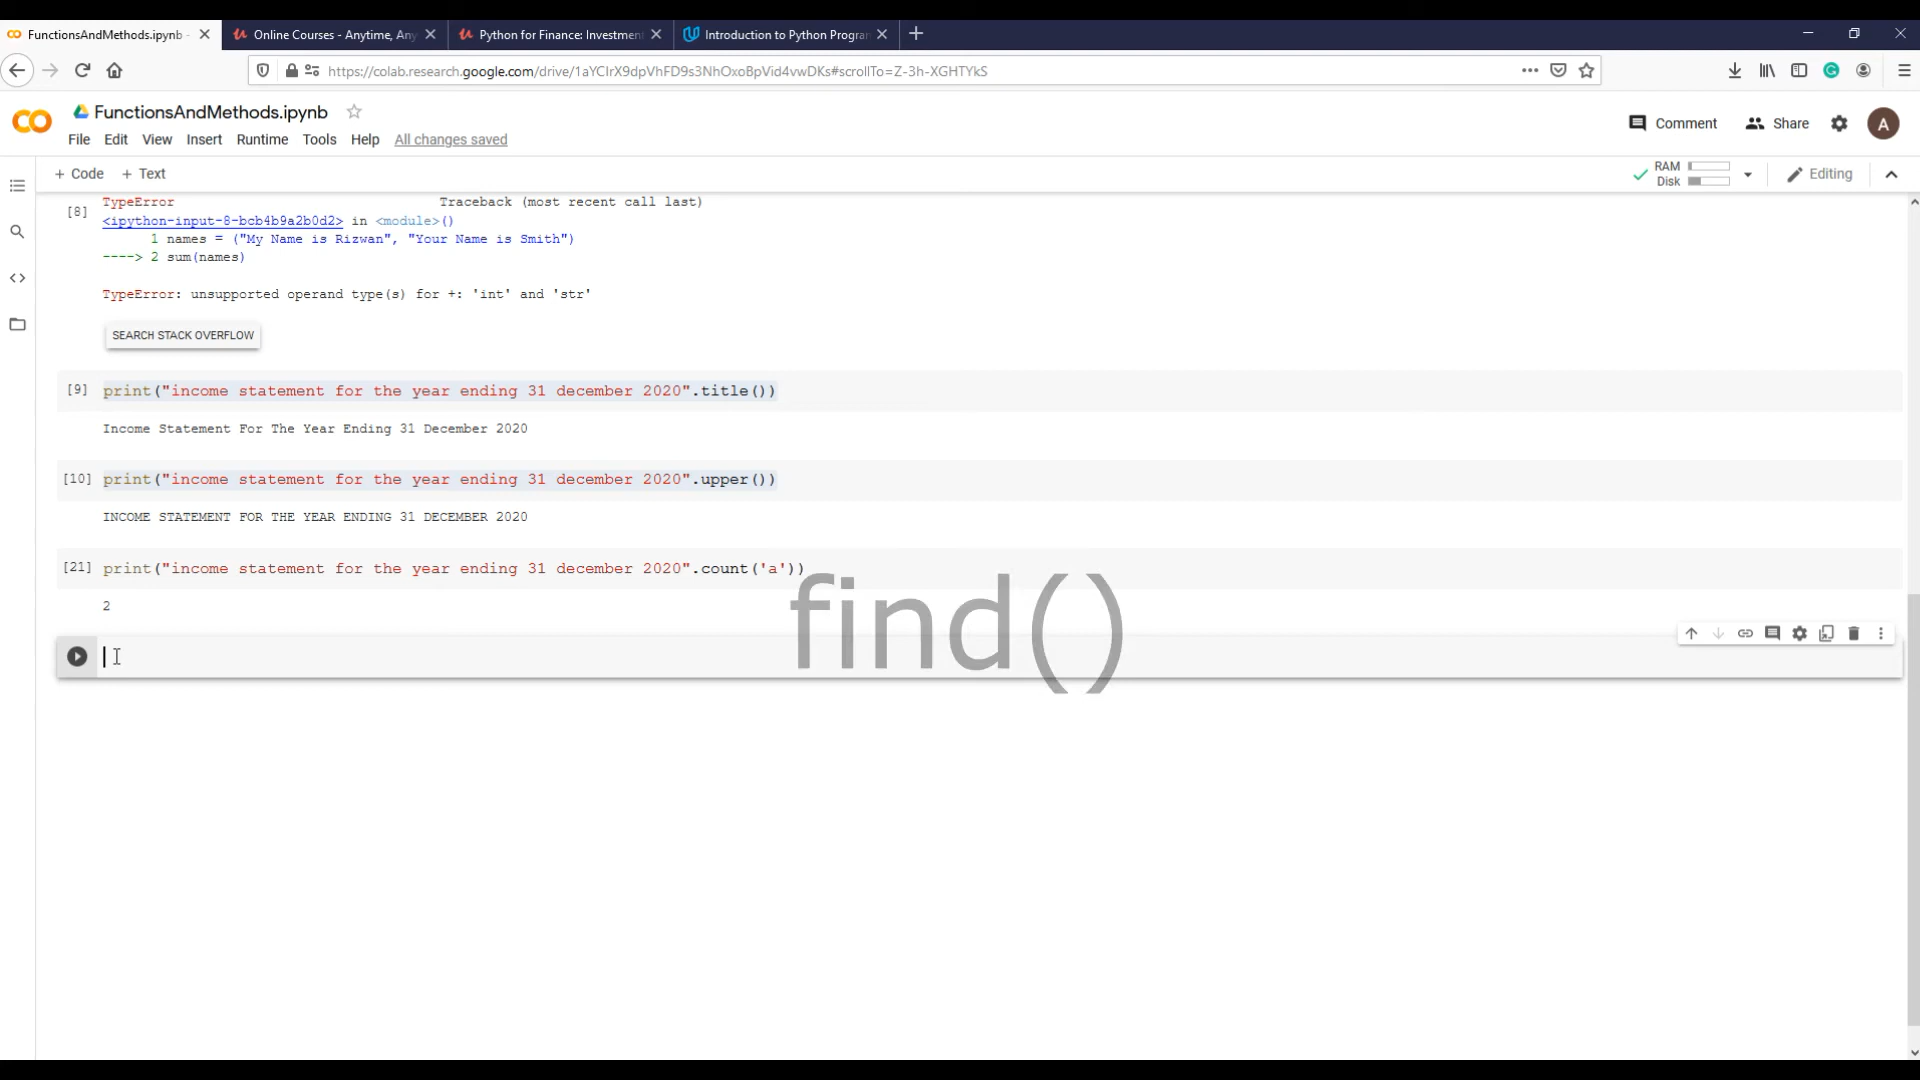 FunctionsAndMethods.ipynb -
Online Courses - Anytime, Any
Python for Finance: Investment
Introduction to Python Program
https://colab.research.google.com/drive/1aYCIrX9dpVhFD9s3NhOxoBpVid4vwDKs#scrollTo=Z-3h-XGHTYkS
FunctionsAndMethods.ipynb
Comment
Share
A
File Edit View Insert Runtime Tools Help All changes saved
+ Code + Text
RAM
Disk
Editing
[8]
TypeError Traceback (most recent call last)
<ipython-input-8-bcb4b9a2b0d2> in <module>()
1 names = ("My Name is Rizwan", "Your Name is Smith")
----> 2 sum(names)
TypeError: unsupported operand type(s) for +: 'int' and 'str'
SEARCH STACK OVERFLOW
[9] print("income statement for the year ending 31 december 2020".title())
Income Statement For The Year Ending 31 December 2020
[10] print("income statement for the year ending 31 december 2020".upper())
INCOME STATEMENT FOR THE YEAR ENDING 31 DECEMBER 2020
[21] print("income statement for the year ending 31 december 2020".count('a'))
2
find()